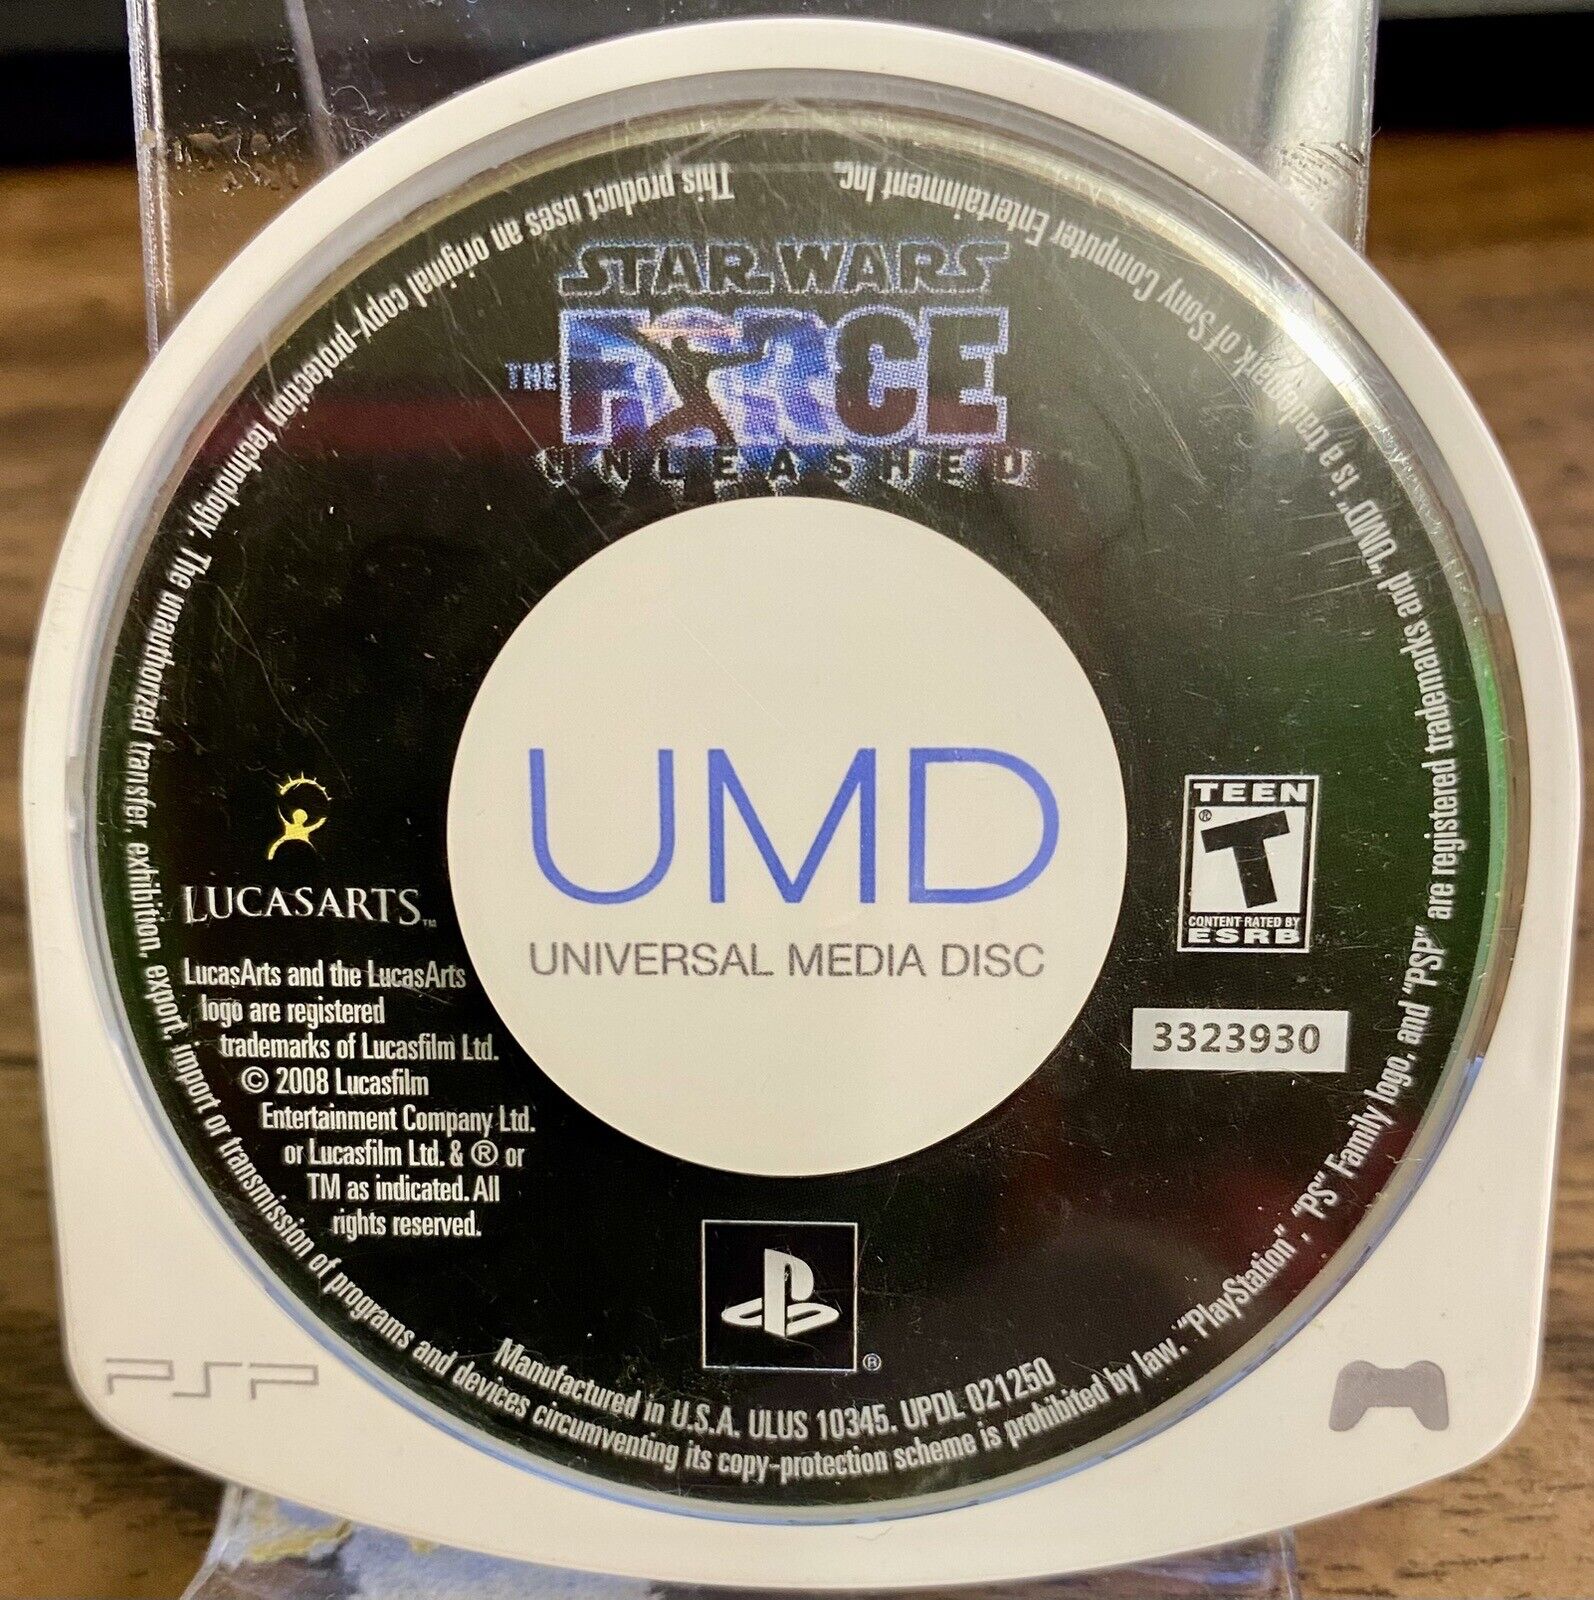 STAR WARS
THE FORCE
UNLEASHED
UMD
UNIVERSAL MEDIA DISC
LUCASARTS™
LucasArts and the LucasArts
logo are registered
trademarks of Lucasfilm Ltd.
© 2008 Lucasfilm
Entertainment Company Ltd.
or Lucasfilm Ltd. & ® or
TM as indicated. All
rights reserved.
TEEN
T®
CONTENT RATED BY
ESRB
3323930
®
Manufactured in U.S.A. ULUS 10345. UPDL 021250
This product uses an original copy-protection technology. The unauthorized transfer, exhibition, export, import or transmission of programs and devices circumventing its copy-protection scheme is prohibited by law. "PlayStation", "PS" Family logo, and "PSP" are registered trademarks and "UMD" is a trademark of Sony Computer Entertainment Inc.
PSP